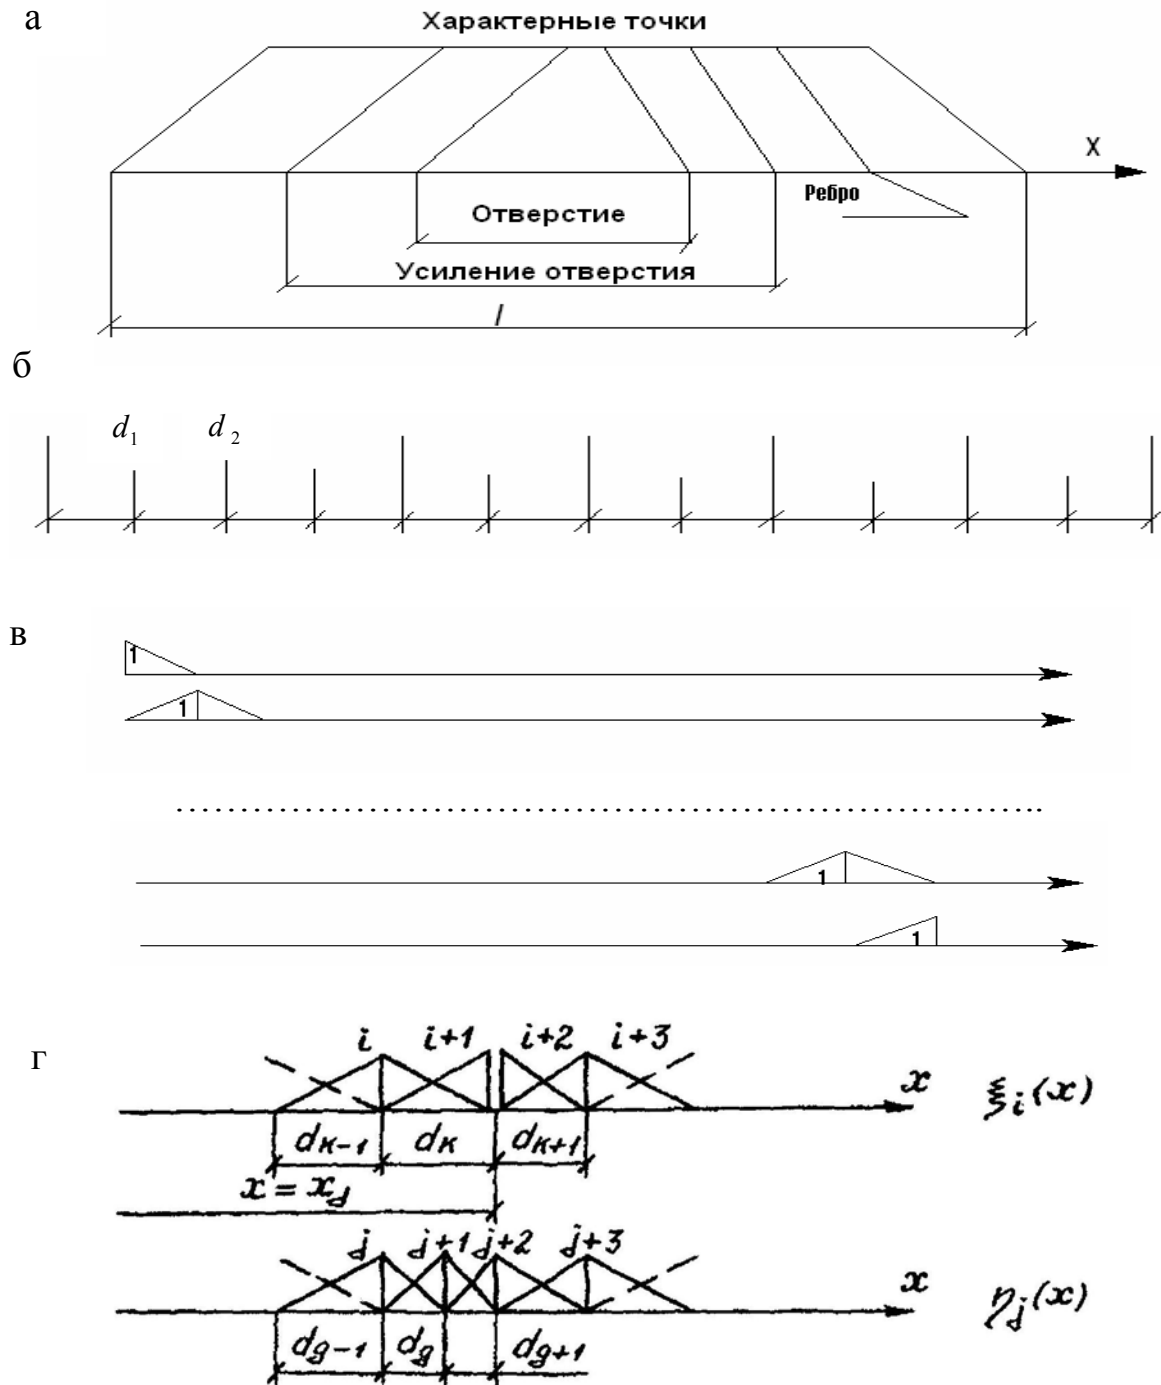 а
Характерные точки
X
Ребро
Отверстие
Усиление отверстия
l
б
d₁ d₂
в
1
1
1
1
г
i i+1 i+2 i+3
x ξᵢ(x)
dк-1 dк dк+1
x = x_d
j j+1 j+2 j+3
x ηⱼ(x)
dg-1 dg dg+1